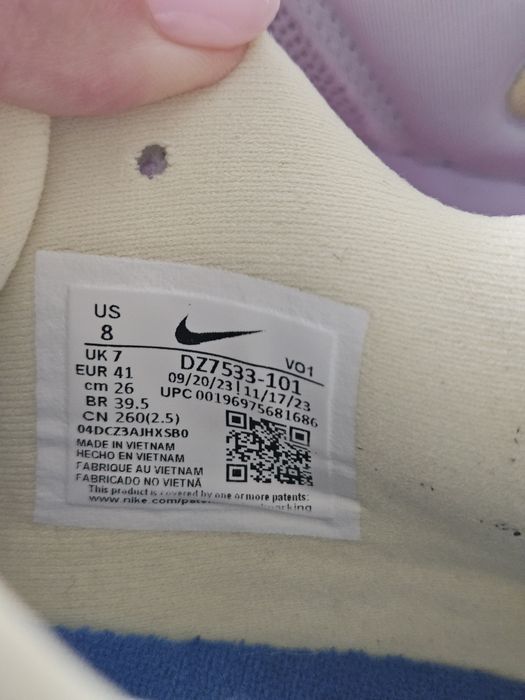 US
8
UK 7
EUR 41
cm 26
BR 39.5
CN 260(2.5)
04DCZ3AJHXSB0
VO1
DZ7533-101
09/20/23 | 11/17/23
UPC 00196975681686
MADE IN VIETNAM
HECHO EN VIETNAM
FABRIQUE AU VIETNAM
FABRICADO NO VIETNÃ
This product is covered by one or more patents:
www.nike.com/